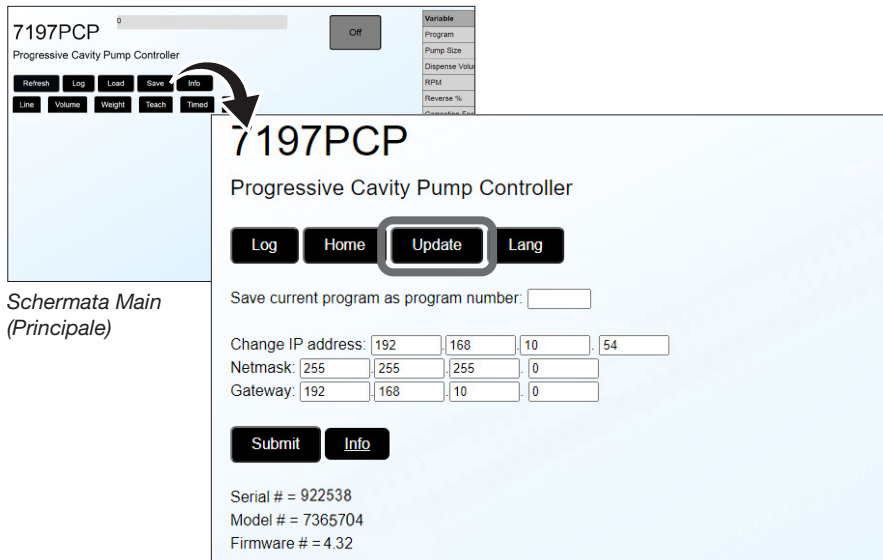 7197PCP
0
Off
Progressive Cavity Pump Controller
Refresh Log Load Save Info
Line Volume Weight Teach Timed
Variable
Program
Pump Size
Dispense
RPM
Reverse %
Schermata Main
(Principale)
7197PCP
Progressive Cavity Pump Controller
Log Home Update Lang
Save current program as program number:
Change IP address: 192 . 168 . 10 . 54
Netmask: 255 . 255 . 255 . 0
Gateway: 192 . 168 . 10 . 0
Submit Info
Serial # = 922538
Model # = 7365704
Firmware # = 4.32